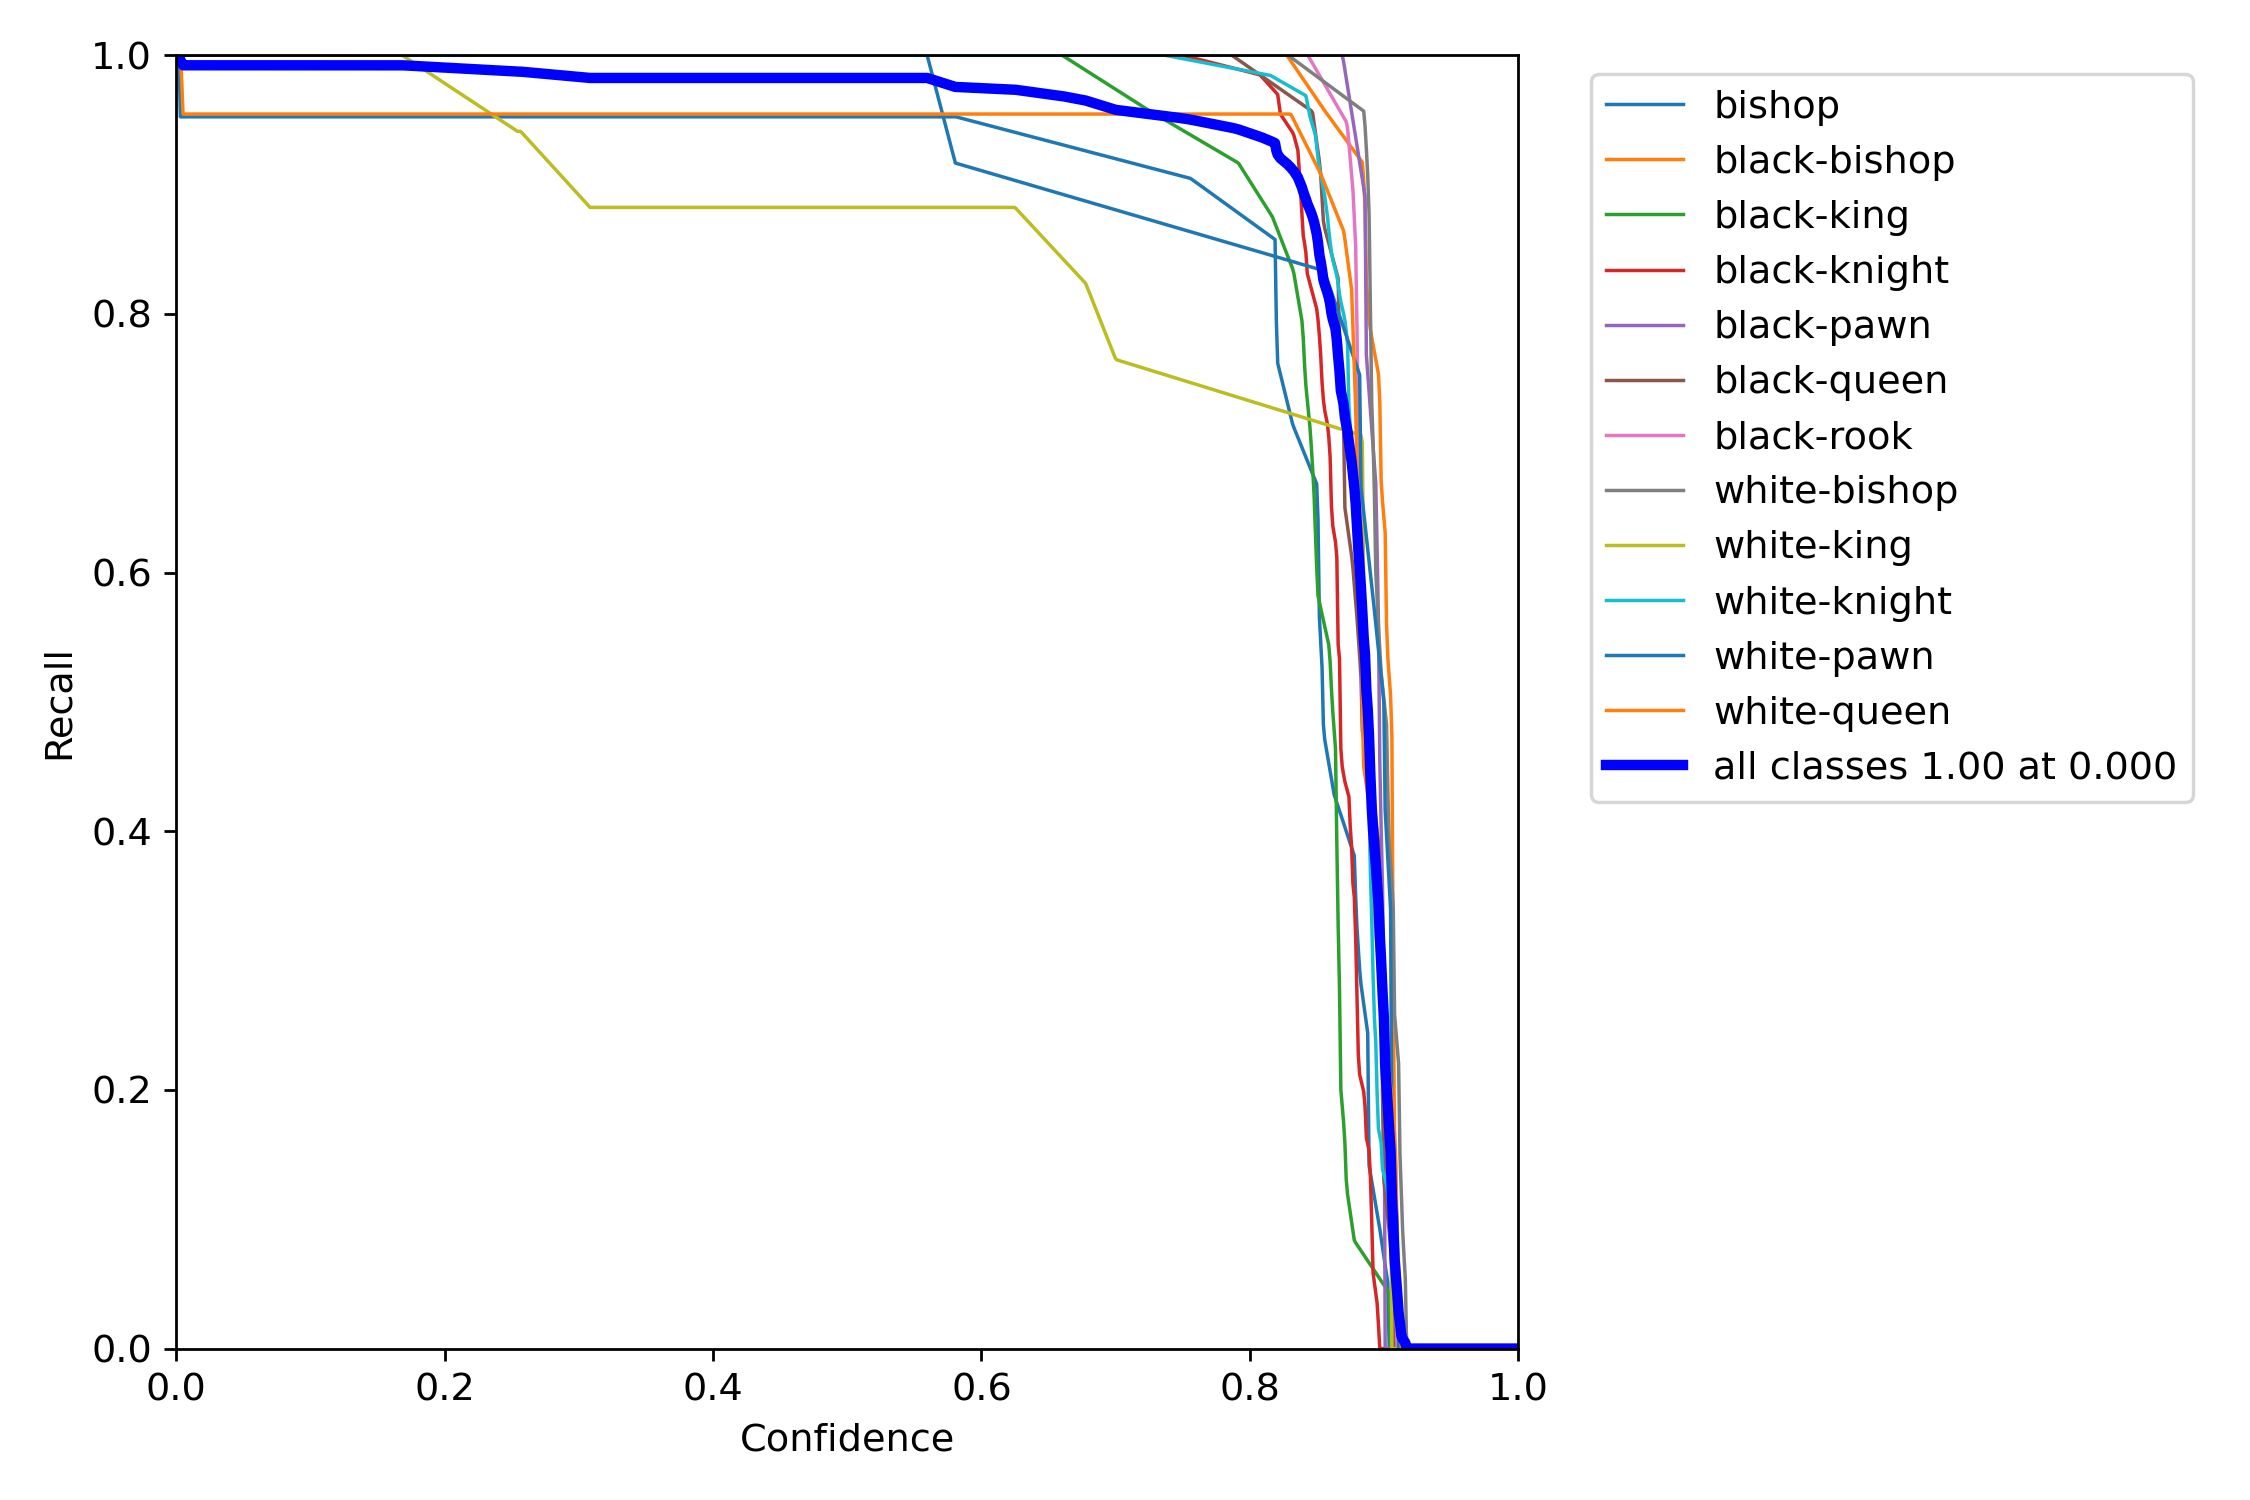 1.0
0.8
0.6
0.4
0.2
0.0
Recall
0.0 0.2 0.4 0.6 0.8 1.0
Confidence
bishop
black-bishop
black-king
black-knight
black-pawn
black-queen
black-rook
white-bishop
white-king
white-knight
white-pawn
white-queen
all classes 1.00 at 0.000